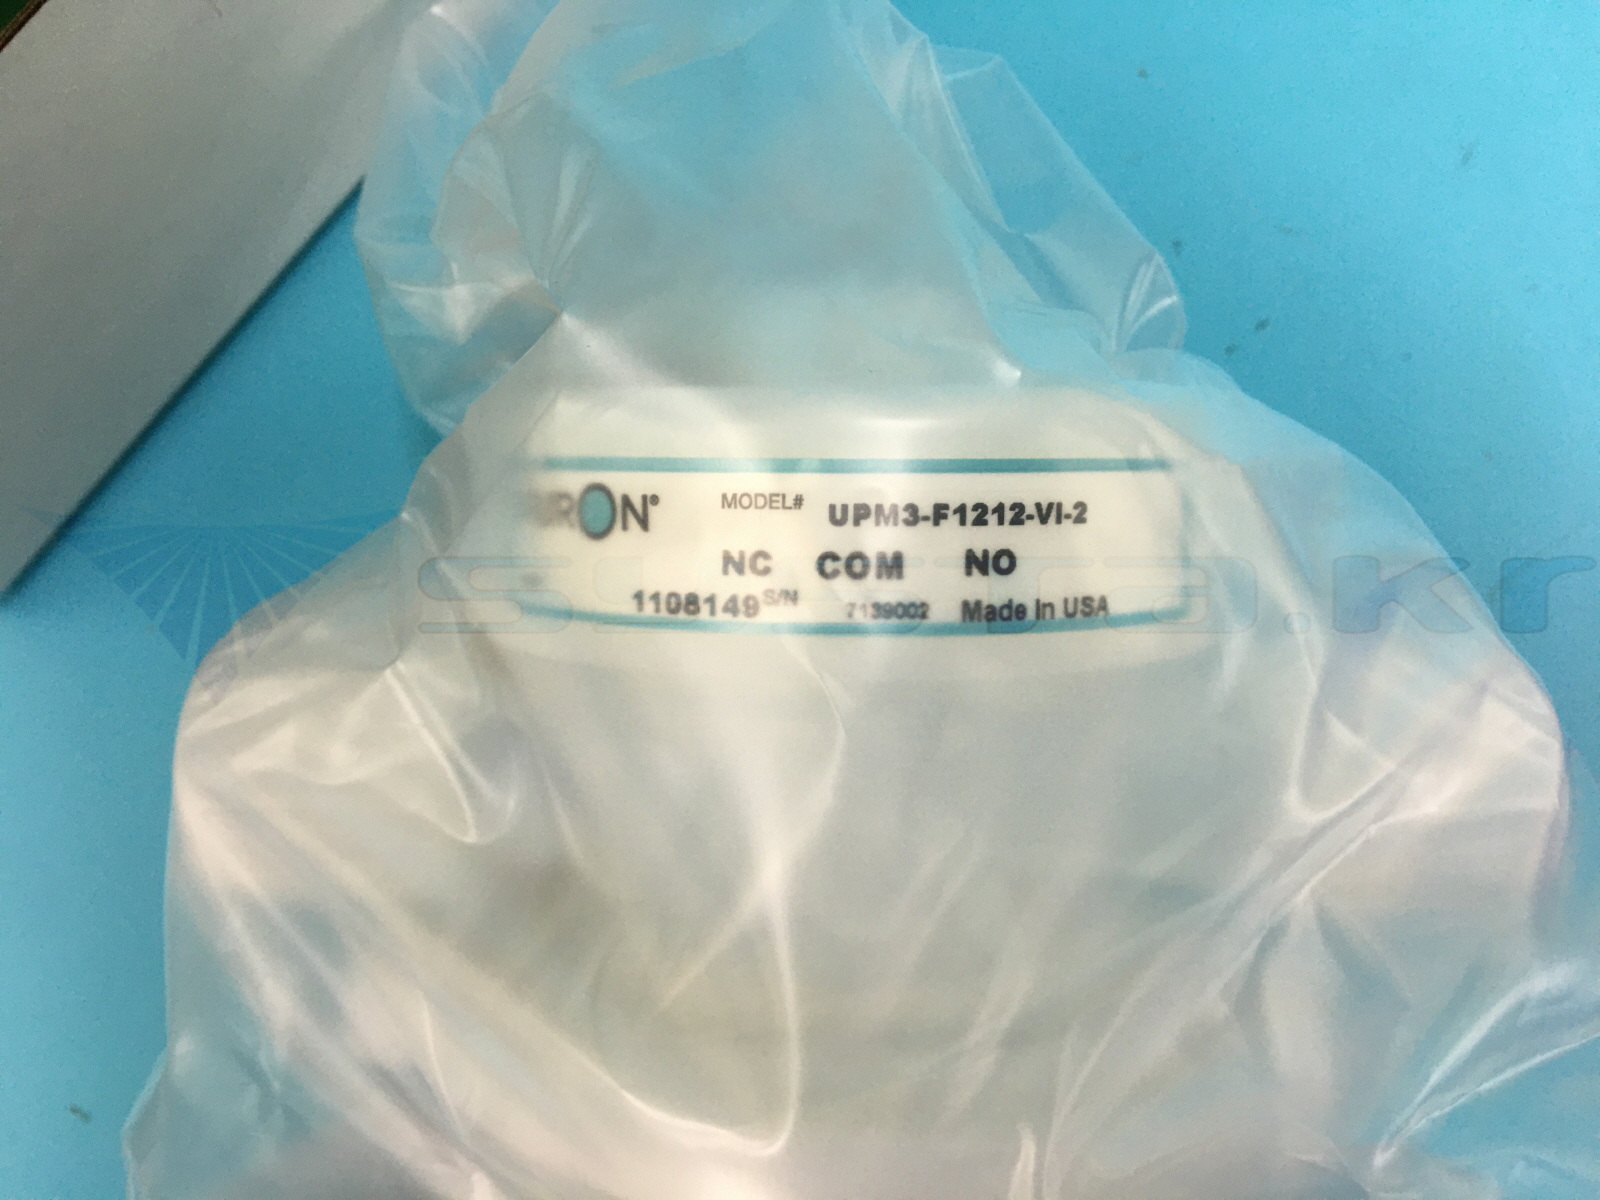 RON® MODEL# UPM3-F1212-VI-2
NC COM NO
1108149 S/N 7139002 Made in USA